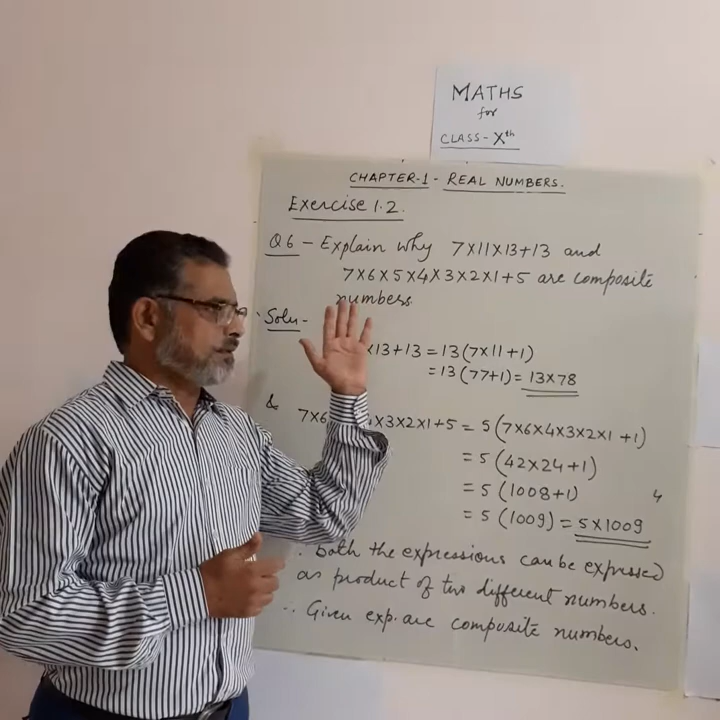 MATHS
for
CLASS - Xth
CHAPTER-1 - REAL NUMBERS.
Exercise 1.2.
Q6 - Explain why 7×11×13+13 and
7×6×5×4×3×2×1+5 are composite
numbers.
Solu -
×13+13 = 13(7×11+1)
= 13(77+1) = 13×78
& 7×6 ×3×2×1+5 = 5(7×6×4×3×2×1 +1)
= 5(42×24+1)
= 5(1008+1)
= 5(1009) = 5×1009
∴ Both the expressions can be expressed
as product of two different numbers.
∴ Given exp. are composite numbers.